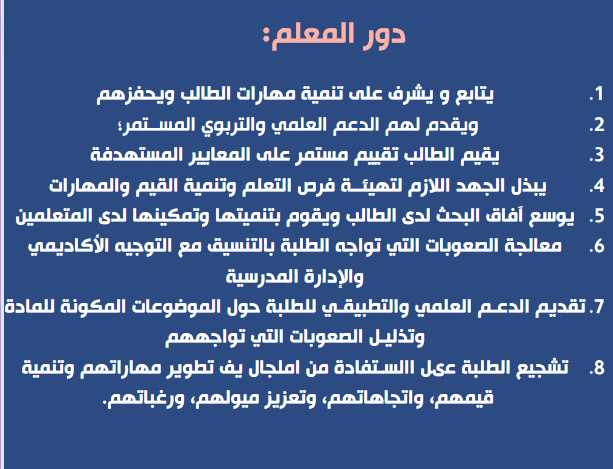 دور المعلم:
1. يتابع و يشرف على تنمية مهارات الطالب ويحفزهم
2. ويقدم لهم الدعم العلمي والتربوي المســتمر؛
3. يقيم الطالب تقييم مستمر على المعايير المستهدفة
4. يبذل الجهد اللازم لتهيئــة فرص التعلم وتنمية القيم والمهارات
5. يوسع آفاق البحث لدى الطالب ويقوم بتنميتها وتمكينها لدى المتعلمين
6. معالجة الصعوبات التي تواجه الطلبة بالتنسيق مع التوجيه الأكاديمي
والإدارة المدرسية
7. تقديم الدعـم العلمي والتطبيقـي للطلبة حول الموضوعات المكونة للمادة
وتذليـل الصعوبات التي تواجههم
8. تشجيع الطلبة عىل االسـتفادة من املجال يف تطوير مهاراتهم وتنمية
قيمهم، واتجاهاتهم، وتعزيز ميولهم، ورغباتهم.